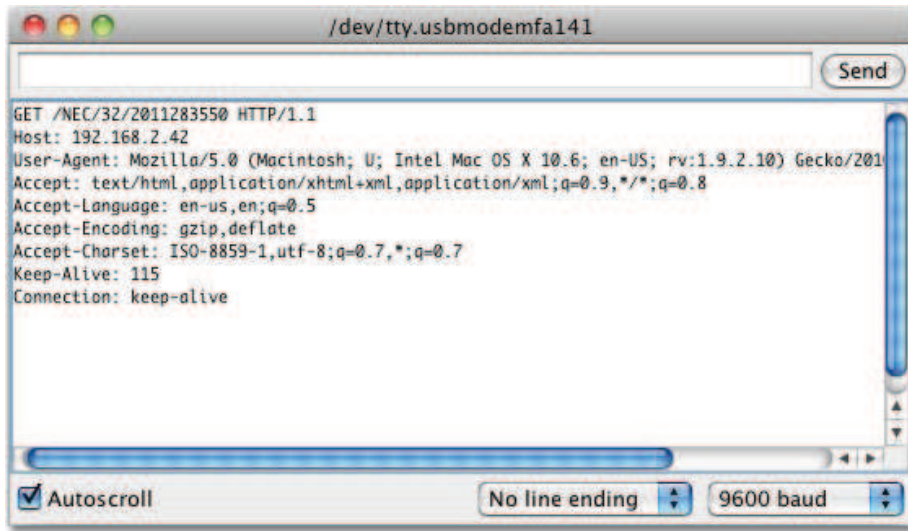 /dev/tty.usbmodemfa141
Send
GET /NEC/32/2011283550 HTTP/1.1
Host: 192.168.2.42
User-Agent: Mozilla/5.0 (Macintosh; U; Intel Mac OS X 10.6; en-US; rv:1.9.2.10) Gecko/201
Accept: text/html,application/xhtml+xml,application/xml;q=0.9,*/*;q=0.8
Accept-Language: en-us,en;q=0.5
Accept-Encoding: gzip,deflate
Accept-Charset: ISO-8859-1,utf-8;q=0.7,*;q=0.7
Keep-Alive: 115
Connection: keep-alive
Autoscroll
No line ending
9600 baud